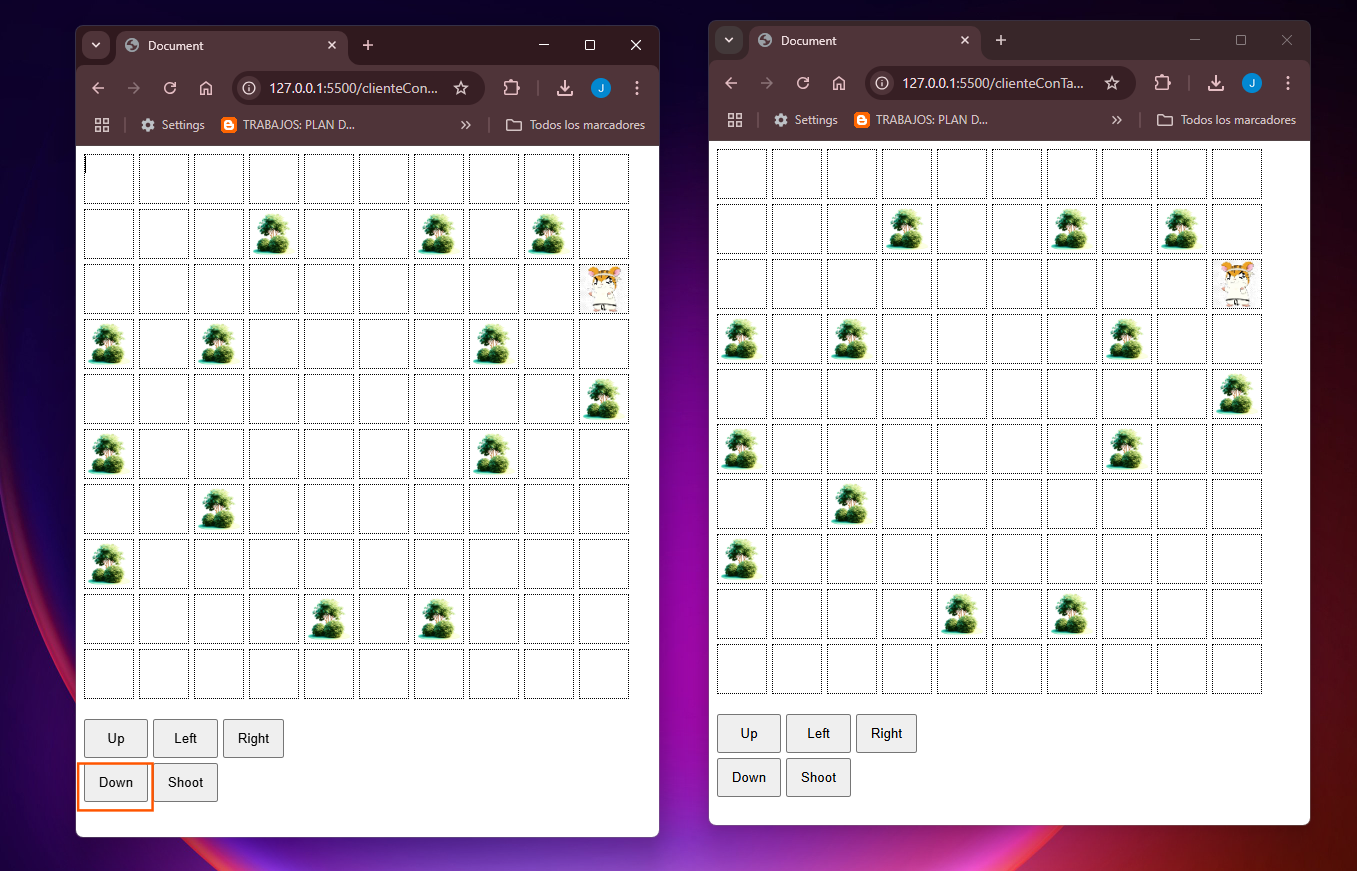 Document
127.0.0.1:5500/clienteCon...
J
Settings
TRABAJOS: PLAN D...
Todos los marcadores
Up
Left
Right
Down
Shoot
Document
127.0.0.1:5500/clienteConTa...
J
Settings
TRABAJOS: PLAN D...
Todos los marcadores
Up
Left
Right
Down
Shoot